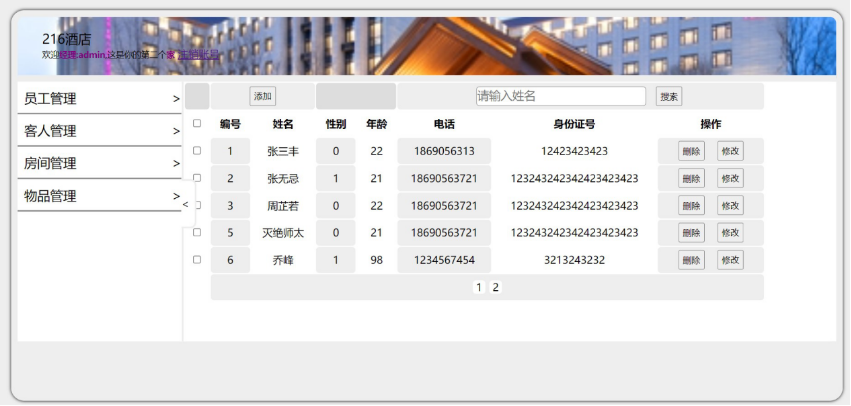 216酒店
欢迎经理:admin,这是你的第二个家 注销账号
员工管理 >
客人管理 >
房间管理 >
物品管理 >
<
添加 请输入姓名 搜索
编号 姓名 性别 年龄 电话 身份证号 操作
1 张三丰 0 22 1869056313 12423423423 删除 修改
2 张无忌 1 21 18690563721 123243242342423423423 删除 修改
3 周芷若 0 22 18690563721 123243242342423423423 删除 修改
5 灭绝师太 0 21 18690563721 123243242342423423423 删除 修改
6 乔峰 1 98 1234567454 3213243232 删除 修改
1 2